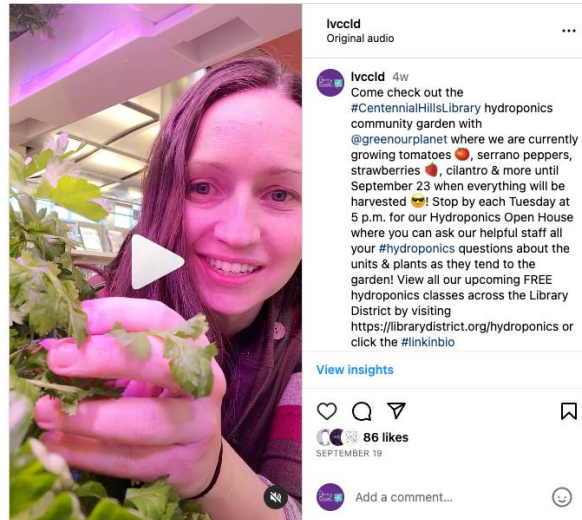 lvccld
Original audio
lvccld 4w
Come check out the
#CentennialHillsLibrary hydroponics
community garden with
@greenourplanet where we are currently
growing tomatoes 🍅, serrano peppers,
strawberries 🍓, cilantro & more until
September 23 when everything will be
harvested 😎! Stop by each Tuesday at
5 p.m. for our Hydroponics Open House
where you can ask our helpful staff all
your #hydroponics questions about the
units & plants as they tend to the
garden! View all our upcoming FREE
hydroponics classes across the Library
District by visiting
https://librarydistrict.org/hydroponics or
click the #linkinbio
View insights
86 likes
SEPTEMBER 19
Add a comment...